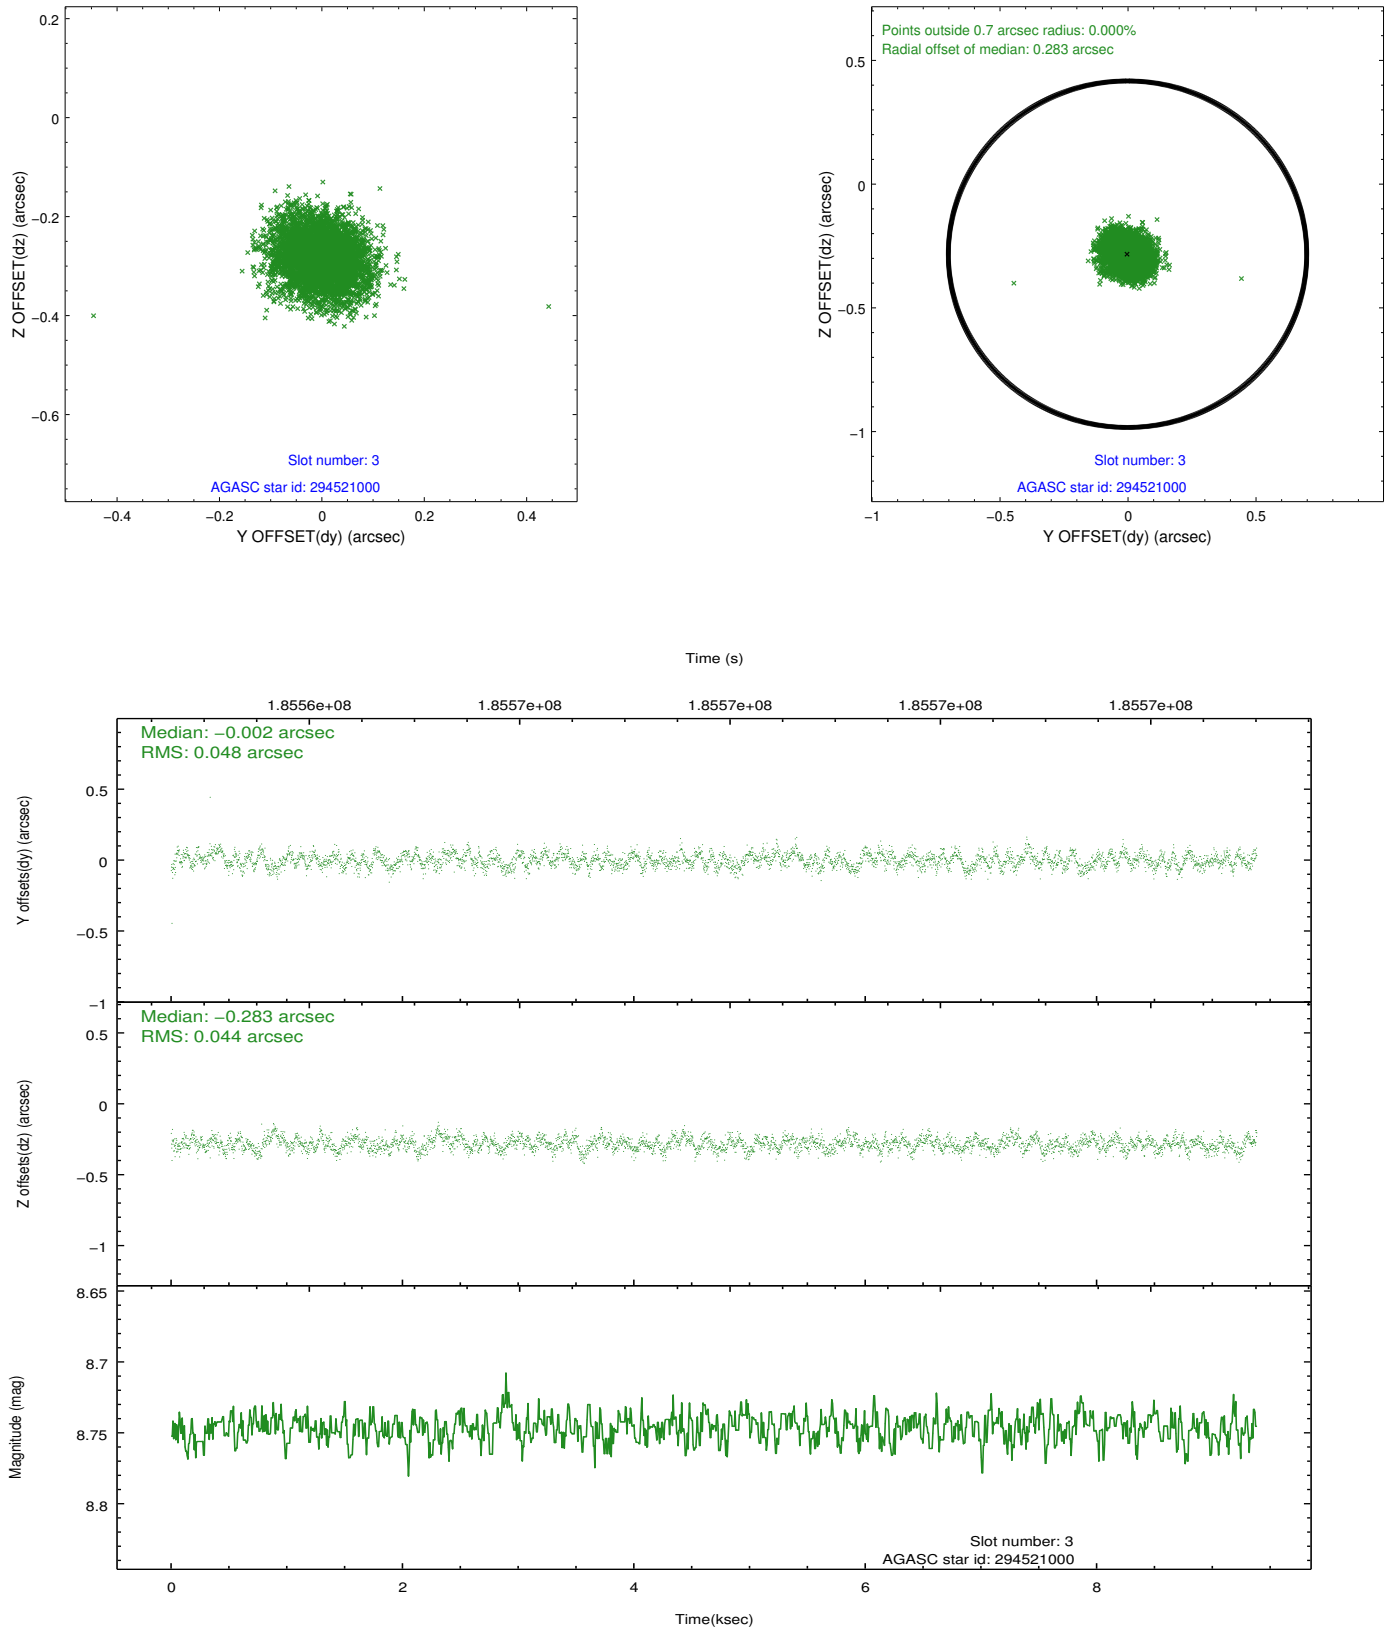 0.2
0
−0.2
−0.4
−0.6
Z OFFSET(dz) (arcsec)
Slot number: 3
AGASC star id: 294521000
−0.4 −0.2 0 0.2 0.4
Y OFFSET(dy) (arcsec)
Points outside 0.7 arcsec radius: 0.000%
Radial offset of median: 0.283 arcsec
0.5
0
−0.5
−1
Z OFFSET(dz) (arcsec)
Slot number: 3
AGASC star id: 294521000
−1 −0.5 0 0.5
Y OFFSET(dy) (arcsec)
Time (s)
1.8556e+08 1.8557e+08 1.8557e+08 1.8557e+08 1.8557e+08
Median: −0.002 arcsec
RMS: 0.048 arcsec
0.5
0
−0.5
−1
Y offsets(dy) (arcsec)
Median: −0.283 arcsec
RMS: 0.044 arcsec
0.5
0
−0.5
−1
Z offsets(dz) (arcsec)
8.65
8.7
8.75
8.8
Magnitude (mag)
Slot number: 3
AGASC star id: 294521000
0 2 4 6 8
Time(ksec)